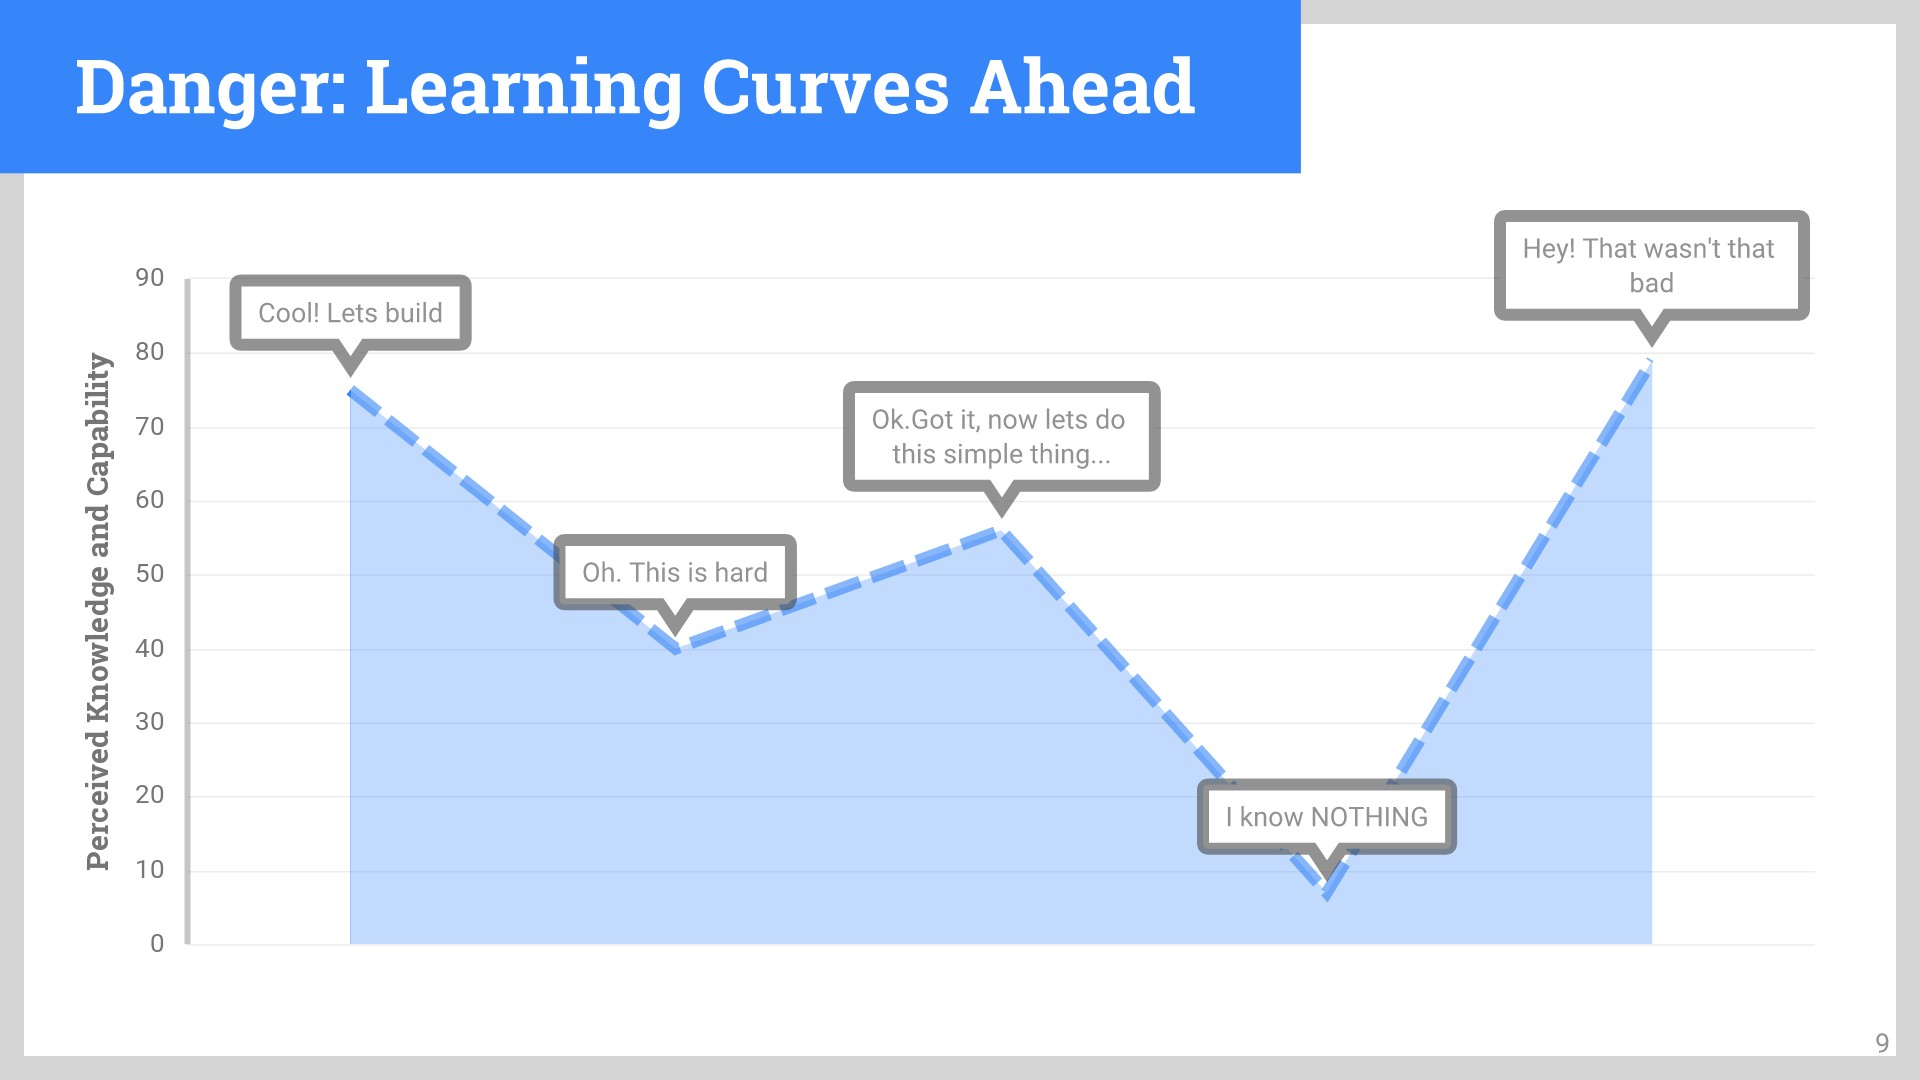 Danger: Learning Curves Ahead
Perceived Knowledge and Capability
90
80
70
60
50
40
30
20
10
0
Cool! Lets build
Oh. This is hard
Ok.Got it, now lets do
this simple thing...
I know NOTHING
Hey! That wasn't that
bad
9